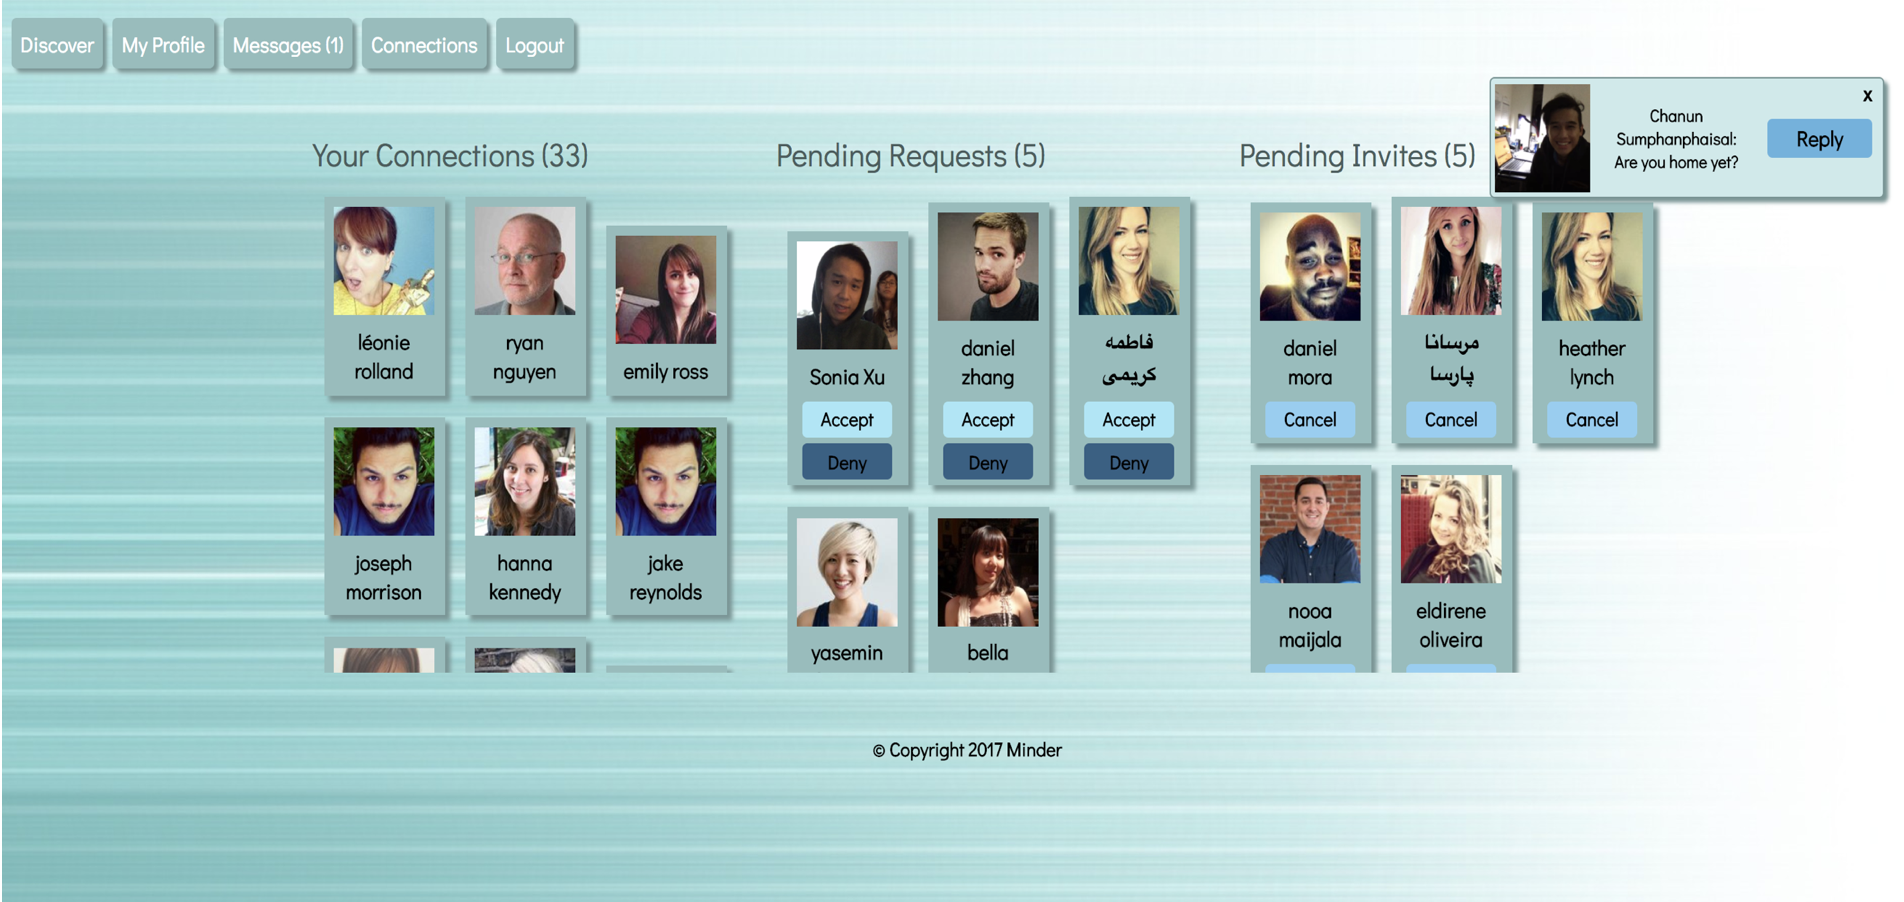 Discover
My Profile
Messages (1)
Connections
Logout
Chanun
Sumphanphaisal:
Are you home yet?
x
Reply
Your Connections (33)
léonie
rolland
ryan
nguyen
emily ross
joseph
morrison
hanna
kennedy
jake
reynolds
Pending Requests (5)
Sonia Xu
Accept
Deny
daniel
zhang
Accept
Deny
فاطمه
کریمی
Accept
Deny
yasemin
bella
Pending Invites (5)
daniel
mora
Cancel
مرسانا
پارسا
Cancel
heather
lynch
Cancel
nooa
maijala
eldirene
oliveira
© Copyright 2017 Minder